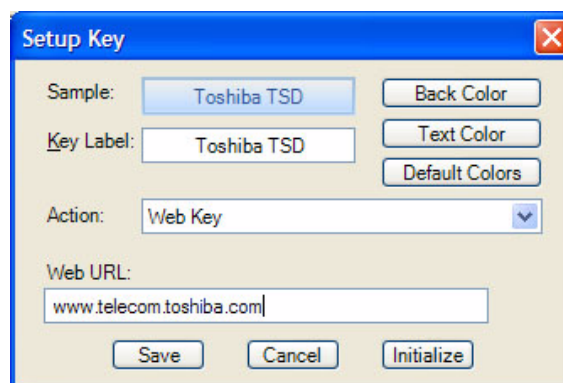 Setup Key
Sample: Toshiba TSD Back Color
Key Label: Toshiba TSD Text Color
Default Colors
Action: Web Key
Web URL:
www.telecom.toshiba.com
Save Cancel Initialize